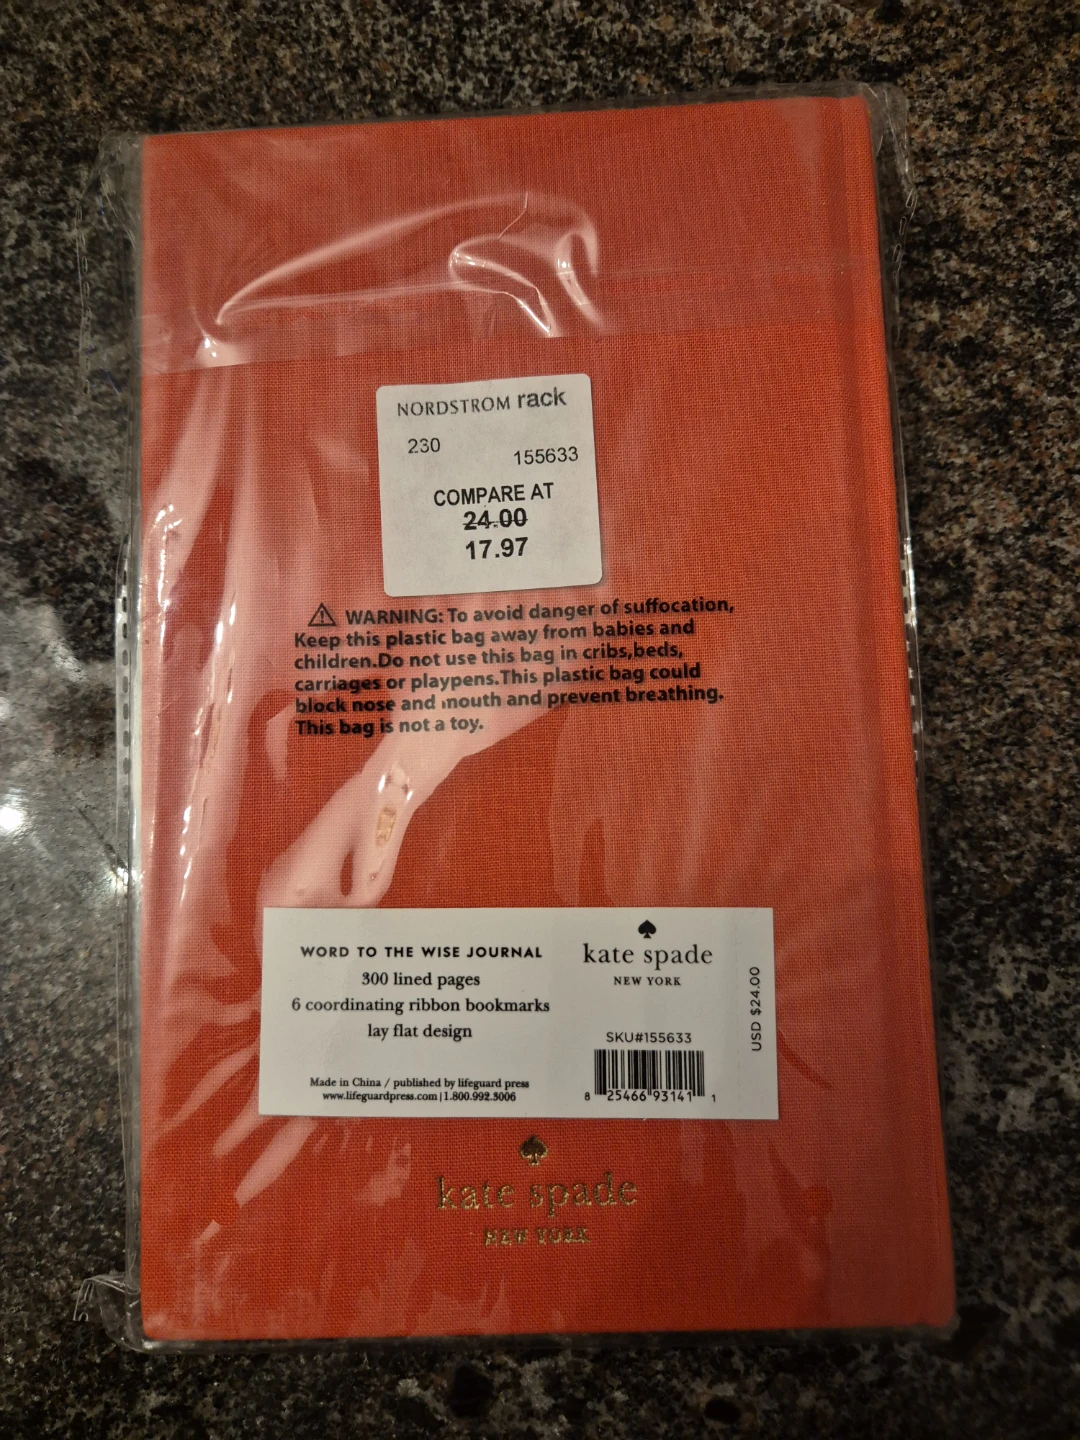 NORDSTROM rack
230
155633
COMPARE AT
24.00
17.97
WARNING: To avoid danger of suffocation,
Keep this plastic bag away from babies and
children.Do not use this bag in cribs,beds,
carriages or playpens.This plastic bag could
block nose and mouth and prevent breathing.
This bag is not a toy.
WORD TO THE WISE JOURNAL
300 lined pages
6 coordinating ribbon bookmarks
lay flat design
Made in China / published by lifeguard press
www.lifeguardpress.com | 1.800.992.3006
kate spade
NEW YORK
SKU#155633
8 25466 93141 1
USD $24.00
kate spade
NEW YORK